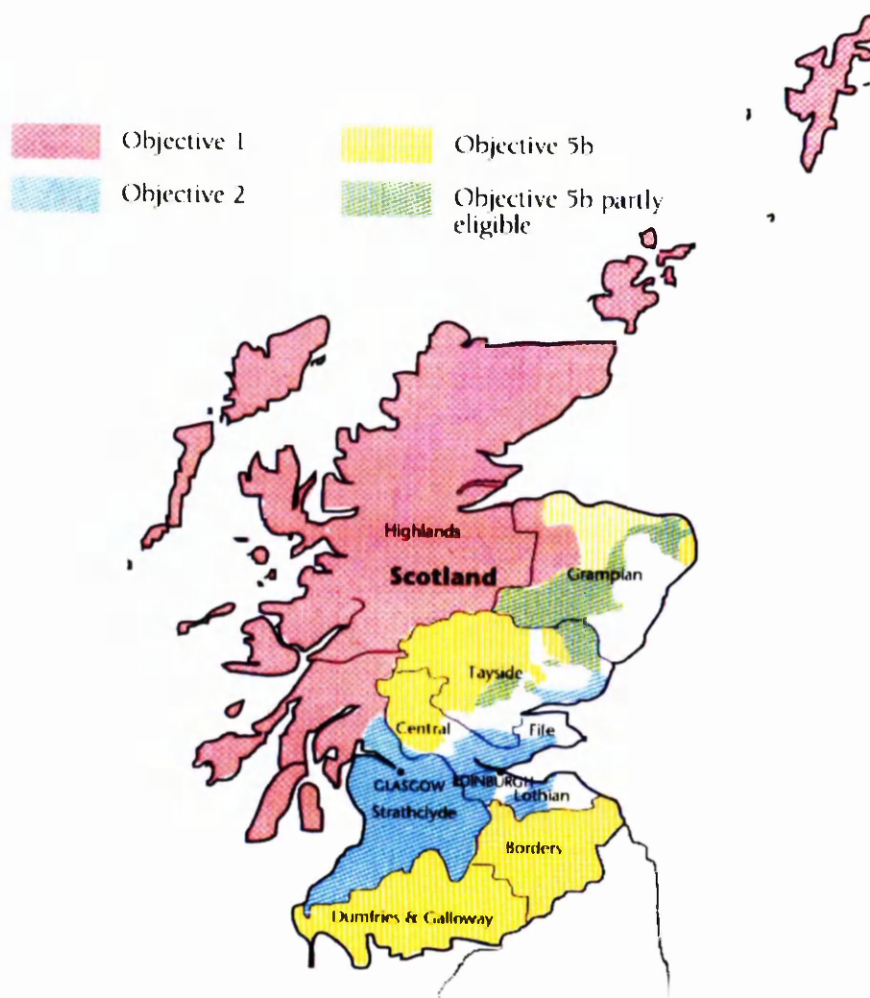 Objective 1
Objective 2
Objective 5b
Objective 5b partly
eligible
Highlands
Scotland
Grampian
Tayside
Central
Fife
GLASGOW
EDINBURGH
Lothian
Strathclyde
Borders
Dumfries & Galloway